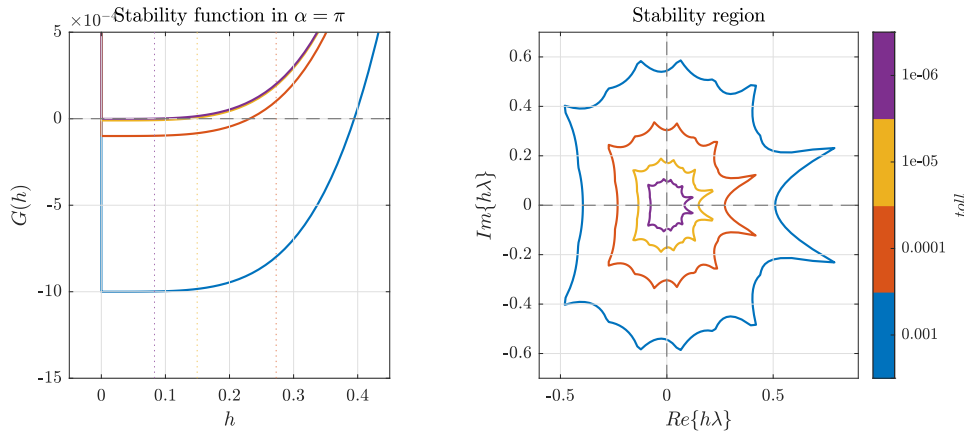 ×10⁻⁴
Stability function in α = π
5
0
-5
-10
-15
0
0.1
0.2
0.3
0.4
h
G(h)
Stability region
0.6
0.4
0.2
0
-0.2
-0.4
-0.6
-0.5
0
0.5
Re{hλ}
Im{hλ}
1e-06
1e-05
0.0001
0.001
toll